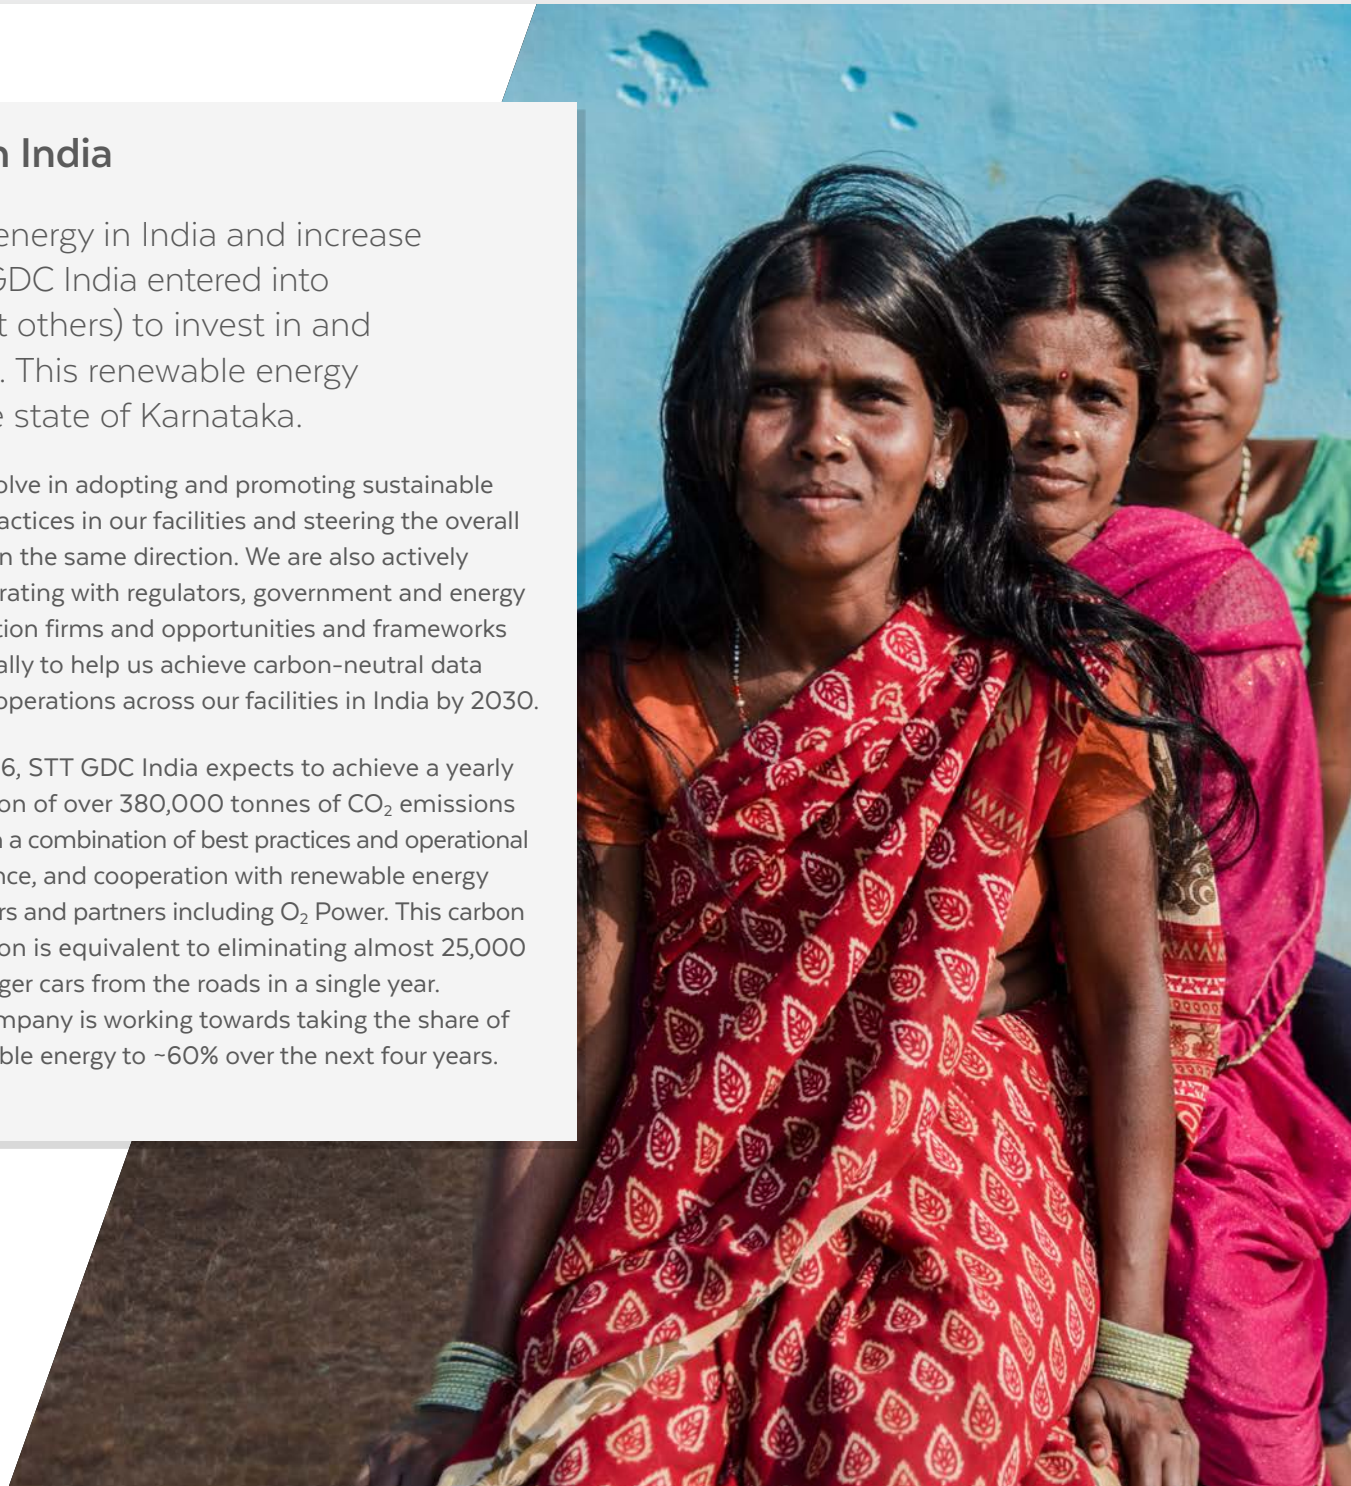 n India
energy in India and increase
GDC India entered into
t others) to invest in and
. This renewable energy
e state of Karnataka.
olve in adopting and promoting sustainable
actices in our facilities and steering the overall
n the same direction. We are also actively
rating with regulators, government and energy
tion firms and opportunities and frameworks
ally to help us achieve carbon-neutral data
operations across our facilities in India by 2030.
6, STT GDC India expects to achieve a yearly
on of over 380,000 tonnes of CO₂ emissions
n a combination of best practices and operational
nce, and cooperation with renewable energy
rs and partners including O₂ Power. This carbon
on is equivalent to eliminating almost 25,000
ger cars from the roads in a single year.
mpany is working towards taking the share of
ble energy to ~60% over the next four years.